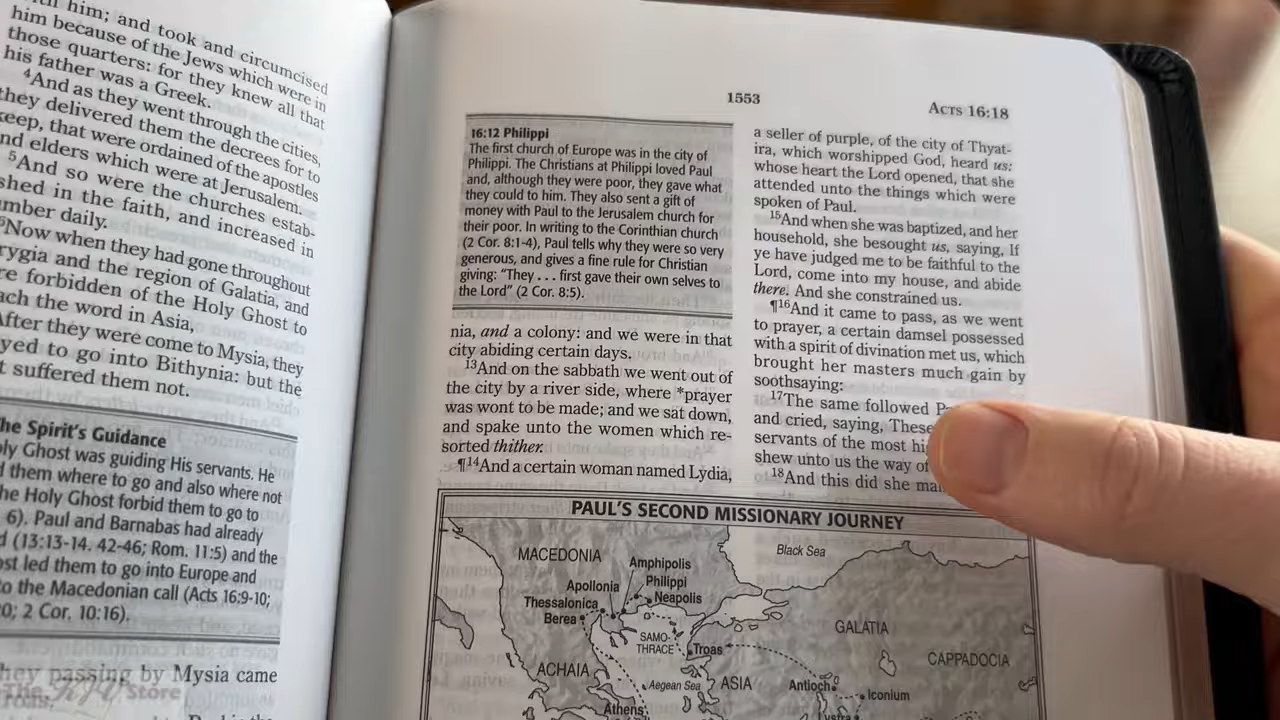 him; and took and circumcised
him because of the Jews which were in
those quarters: for they knew all that
his father was a Greek.
4And as they went through the cities,
they delivered them the decrees for to
keep, that were ordained of the apostles
and elders which were at Jerusalem.
5And so were the churches estab-
shed in the faith, and increased in
umber daily.
6Now when they had gone throughout
rygia and the region of Galatia, and
re forbidden of the Holy Ghost to
ach the word in Asia,
After they were come to Mysia, they
yed to go into Bithynia: but the
t suffered them not.
he Spirit's Guidance
oly Ghost was guiding His servants. He
d them where to go and also where not
he Holy Ghost forbid them to go to
6). Paul and Barnabas had already
d (13:13-14. 42-46; Rom. 11:5) and the
ost led them to go into Europe and
to the Macedonian call (Acts 16:9-10;
0; 2 Cor. 10:16).
hey passing by Mysia came
The KJV Store
1553
ACTS 16:18
16:12 Philippi
The first church of Europe was in the city of
Philippi. The Christians at Philippi loved Paul
and, although they were poor, they gave what
they could to him. They also sent a gift of
money with Paul to the Jerusalem church for
their poor. In writing to the Corinthian church
(2 Cor. 8:1-4), Paul tells why they were so very
generous, and gives a fine rule for Christian
giving: "They . . . first gave their own selves to
the Lord" (2 Cor. 8:5).
nia, and a colony: and we were in that
city abiding certain days.
13And on the sabbath we went out of
the city by a river side, where *prayer
was wont to be made; and we sat down,
and spake unto the women which re-
sorted thither.
¶14And a certain woman named Lydia,
a seller of purple, of the city of Thyat-
ira, which worshipped God, heard us:
whose heart the Lord opened, that she
attended unto the things which were
spoken of Paul.
15And when she was baptized, and her
household, she besought us, saying, If
ye have judged me to be faithful to the
Lord, come into my house, and abide
there. And she constrained us.
¶16And it came to pass, as we went
to prayer, a certain damsel possessed
with a spirit of divination met us, which
brought her masters much gain by
soothsaying:
17The same followed P
and cried, saying, These
servants of the most hi
shew unto us the way of
18And this did she ma
PAUL'S SECOND MISSIONARY JOURNEY
MACEDONIA
Black Sea
Amphipolis
Apollonia
Philippi
Neapolis
Thessalonica
Berea
SAMO-
THRACE
Troas
GALATIA
CAPPADOCIA
ACHAIA
Aegean Sea
ASIA
Antioch
Iconium
Athens
Lystra